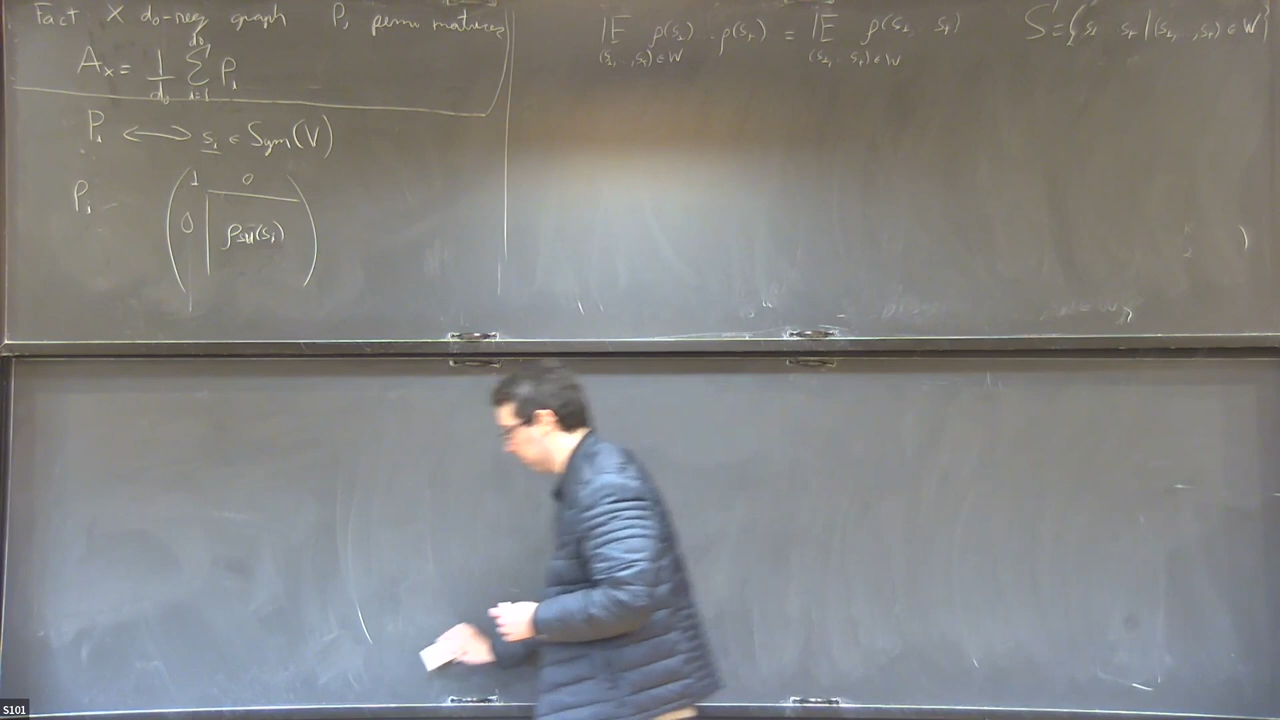 Fact X d₀-reg graph P_i perm matrices
A_X = 1/d₀ Σ_{i=1}^{d₀} P_i
P_i ⟷ s_i ∈ Sym(V)
P_i
( 1 0
0 ρ_std(s_i) )
𝔼_{(s_1, .., s_t) ∈ W} ρ(s_1) .. ρ(s_t) = 𝔼_{(s_1, .. s_t) ∈ W} ρ(s_1 .. s_t)
S' = { s_1 .. s_t | (s_1, .., s_t) ∈ W }
S101